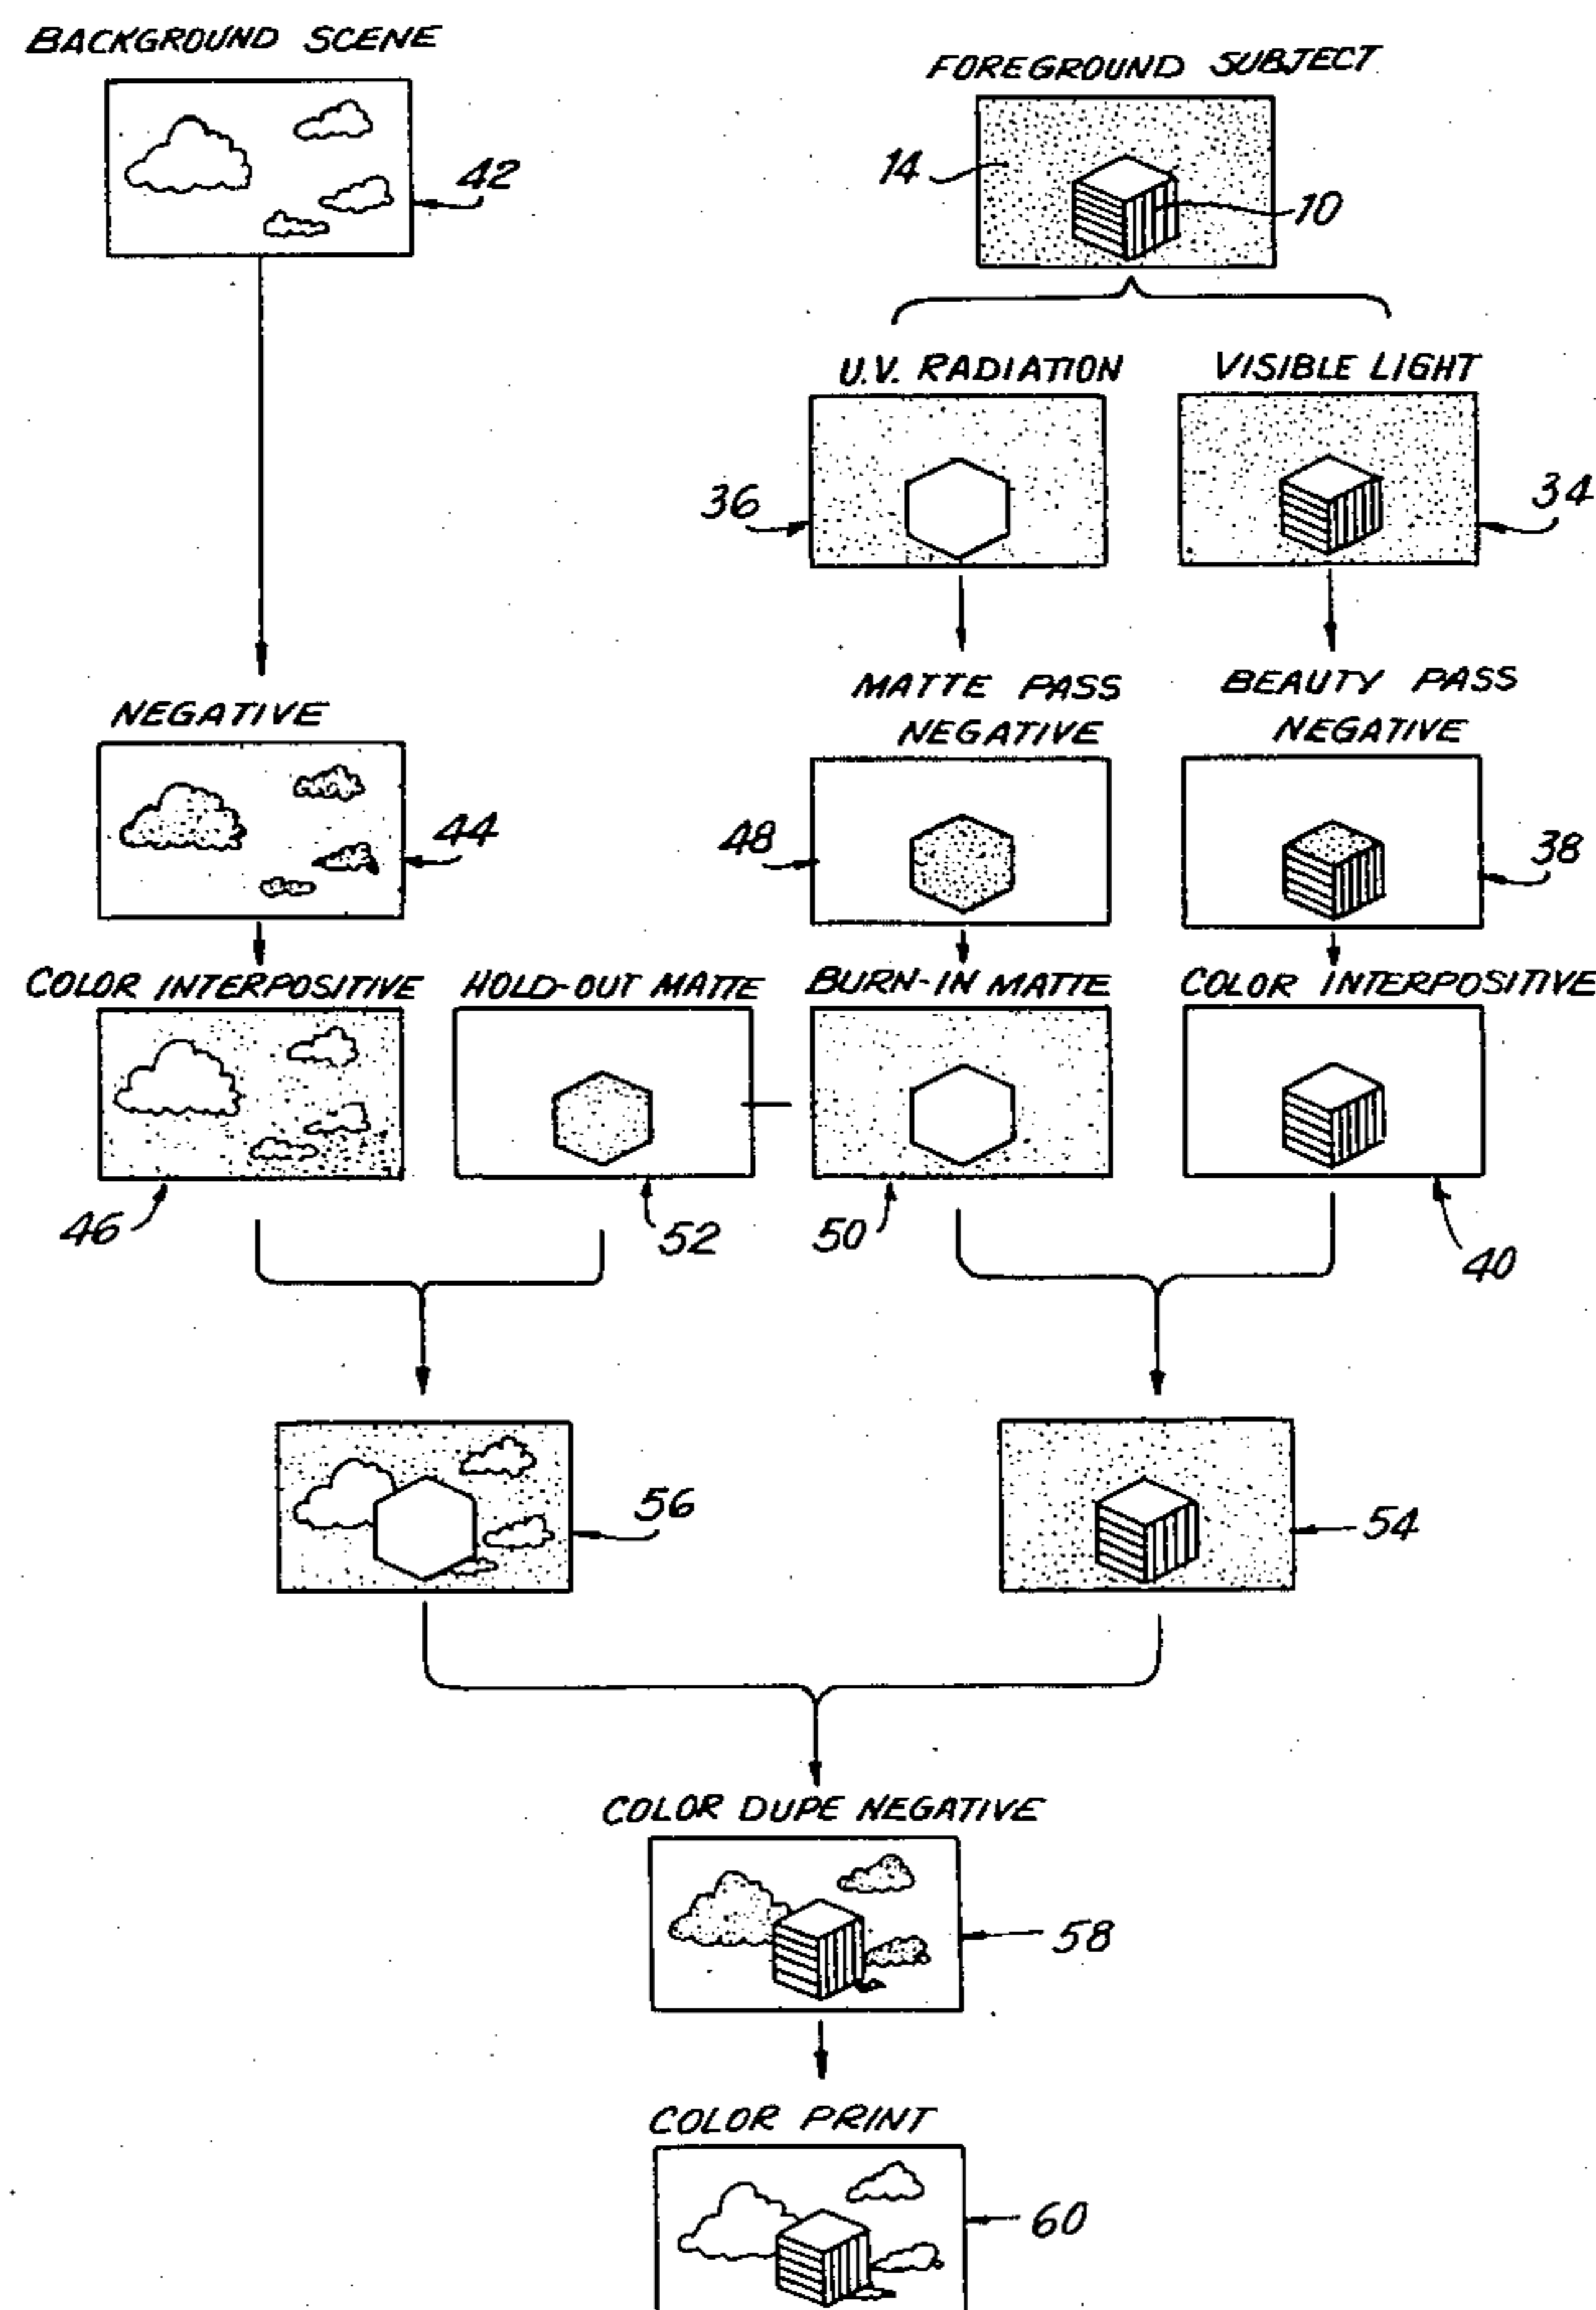 BACKGROUND SCENE
FOREGROUND SUBJECT
42
14
10
U.V. RADIATION
VISIBLE LIGHT
36
34
MATTE PASS
NEGATIVE
BEAUTY PASS
NEGATIVE
NEGATIVE
44
48
38
COLOR INTERPOSITIVE
HOLD-OUT MATTE
BURN-IN MATTE
COLOR INTERPOSITIVE
46
52
50
40
56
54
COLOR DUPE NEGATIVE
58
COLOR PRINT
60